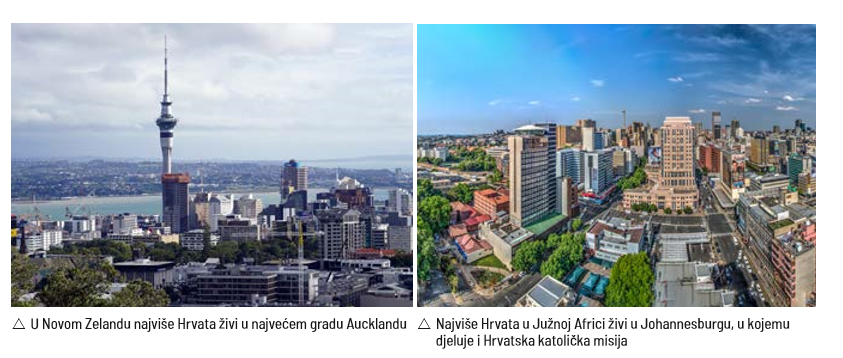 △ U Novom Zelandu najviše Hrvata živi u najvećem gradu Aucklandu
△ Najviše Hrvata u Južnoj Africi živi u Johannesburgu, u kojemu
djeluje i Hrvatska katolička misija